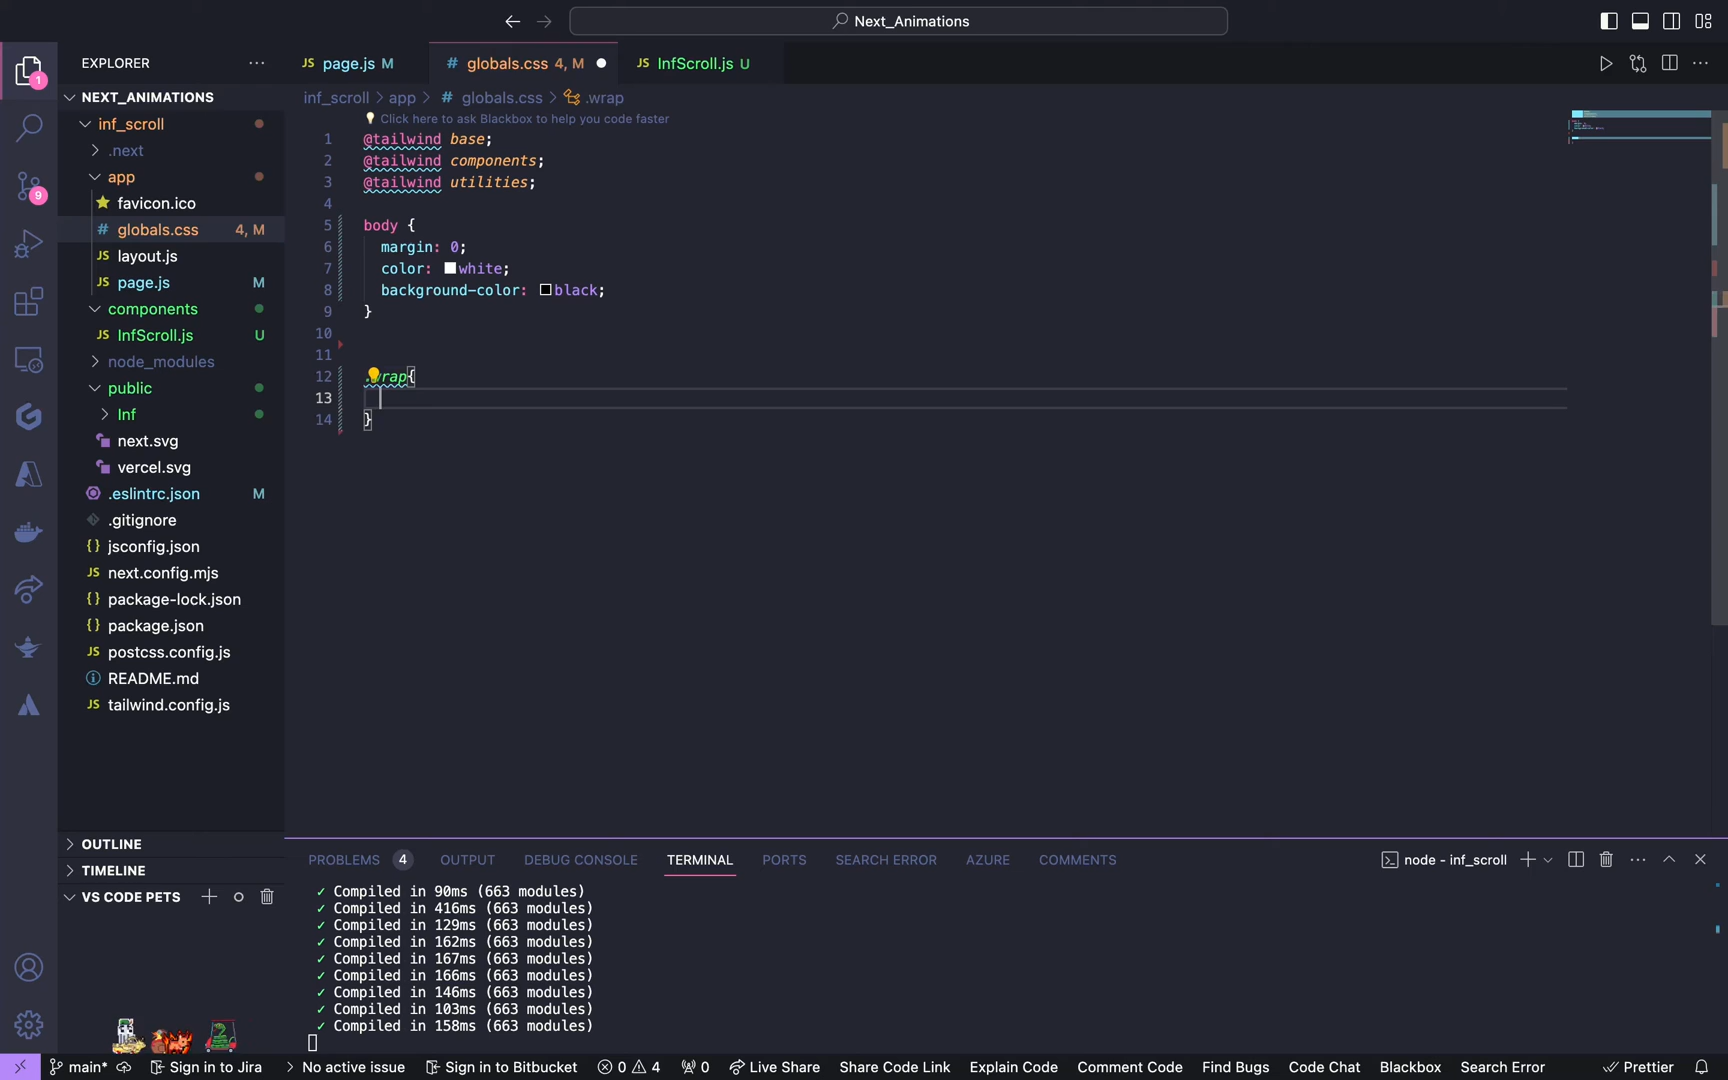 Next_Animations
EXPLORER
page.js M
globals.css 4, M
InfScroll.js U
NEXT_ANIMATIONS
inf_scroll > app > # globals.css > .wrap
inf_scroll
Click here to ask Blackbox to help you code faster
.next
app
favicon.ico
globals.css 4, M
layout.js
page.js M
components
InfScroll.js U
node_modules
public
Inf
next.svg
vercel.svg
.eslintrc.json M
.gitignore
jsconfig.json
next.config.mjs
package-lock.json
package.json
postcss.config.js
README.md
tailwind.config.js
1 @tailwind base;
2 @tailwind components;
3 @tailwind utilities;
4
5 body {
6 margin: 0;
7 color: white;
8 background-color: black;
9 }
10
11
12 .wrap{
13
14 }
OUTLINE
TIMELINE
VS CODE PETS
PROBLEMS 4 OUTPUT DEBUG CONSOLE TERMINAL PORTS SEARCH ERROR AZURE COMMENTS
node - inf_scroll
✓ Compiled in 90ms (663 modules)
✓ Compiled in 416ms (663 modules)
✓ Compiled in 129ms (663 modules)
✓ Compiled in 162ms (663 modules)
✓ Compiled in 167ms (663 modules)
✓ Compiled in 166ms (663 modules)
✓ Compiled in 146ms (663 modules)
✓ Compiled in 103ms (663 modules)
✓ Compiled in 158ms (663 modules)
main* Sign in to Jira No active issue Sign in to Bitbucket 0 4 0 Live Share Share Code Link Explain Code Comment Code Find Bugs Code Chat Blackbox Search Error Prettier